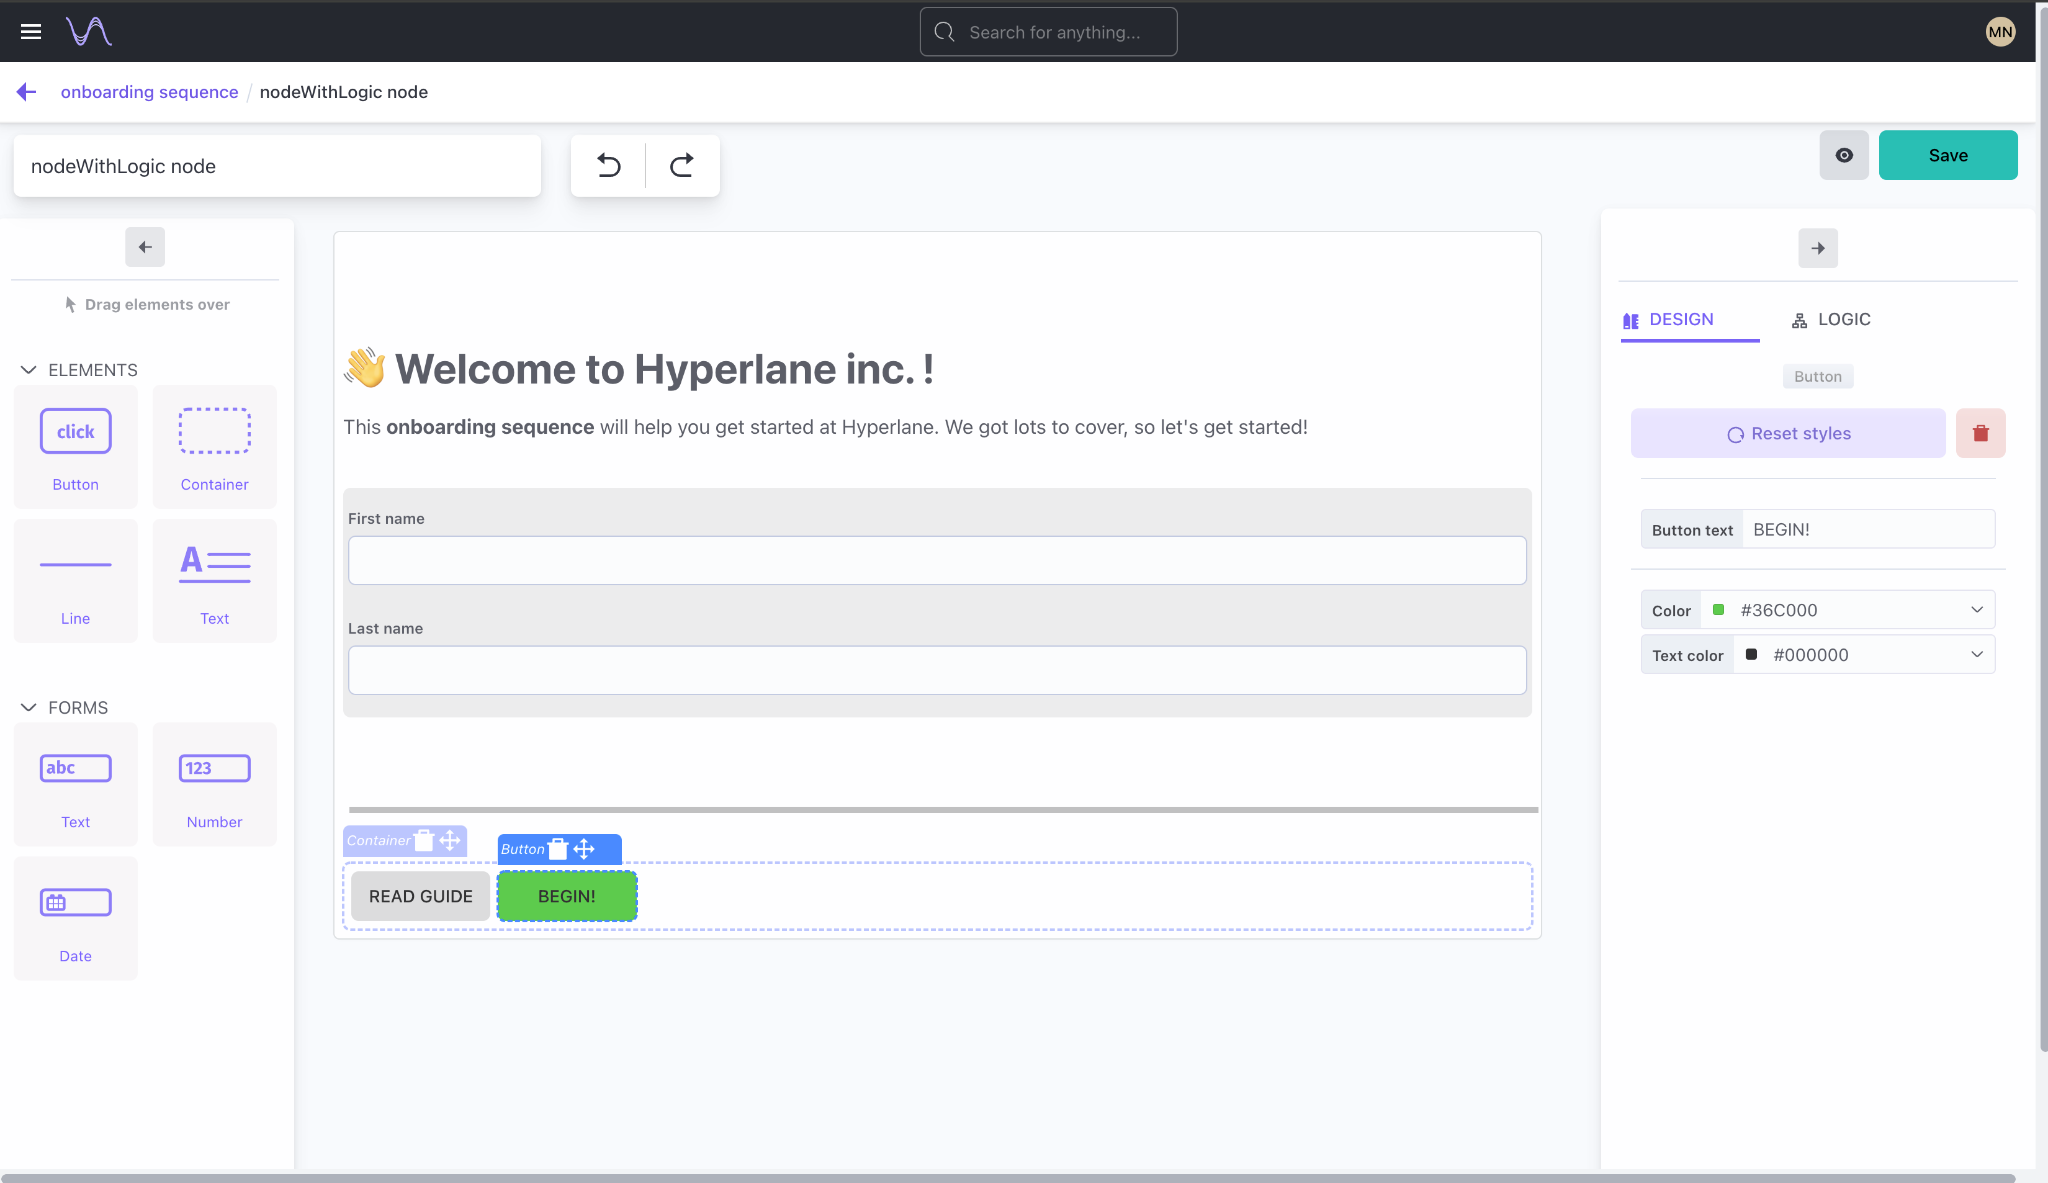 Search for anything...
MN
onboarding sequence / nodeWithLogic node
nodeWithLogic node
Save
Drag elements over
ELEMENTS
click
Button
Container
Line
A
Text
FORMS
abc
Text
123
Number
Date
👋 Welcome to Hyperlane inc. !
This onboarding sequence will help you get started at Hyperlane. We got lots to cover, so let's get started!
First name
Last name
Container
Button
READ GUIDE
BEGIN!
DESIGN
LOGIC
Button
Reset styles
Button text BEGIN!
Color #36C000
Text color #000000